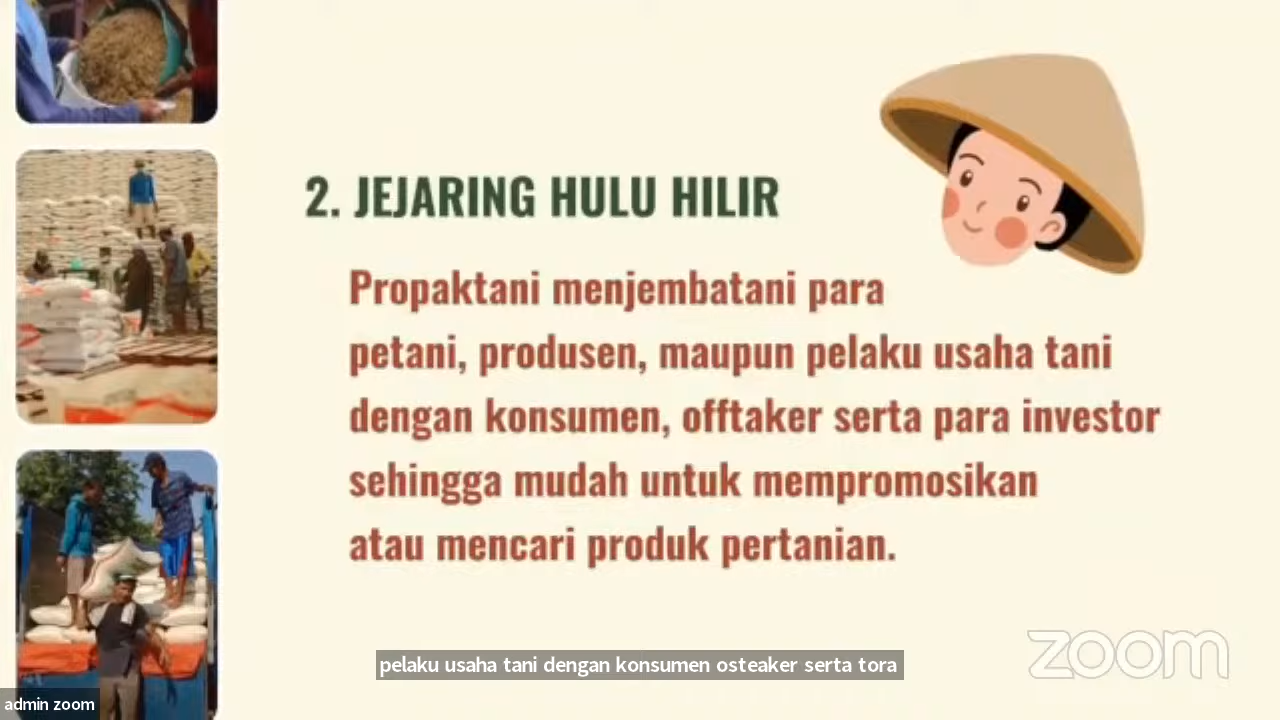 2. JEJARING HULU HILIR
Propaktani menjembatani para
petani, produsen, maupun pelaku usaha tani
dengan konsumen, offtaker serta para investor
sehingga mudah untuk mempromosikan
atau mencari produk pertanian.
pelaku usaha tani dengan konsumen osteaker serta tora
zoom
admin zoom